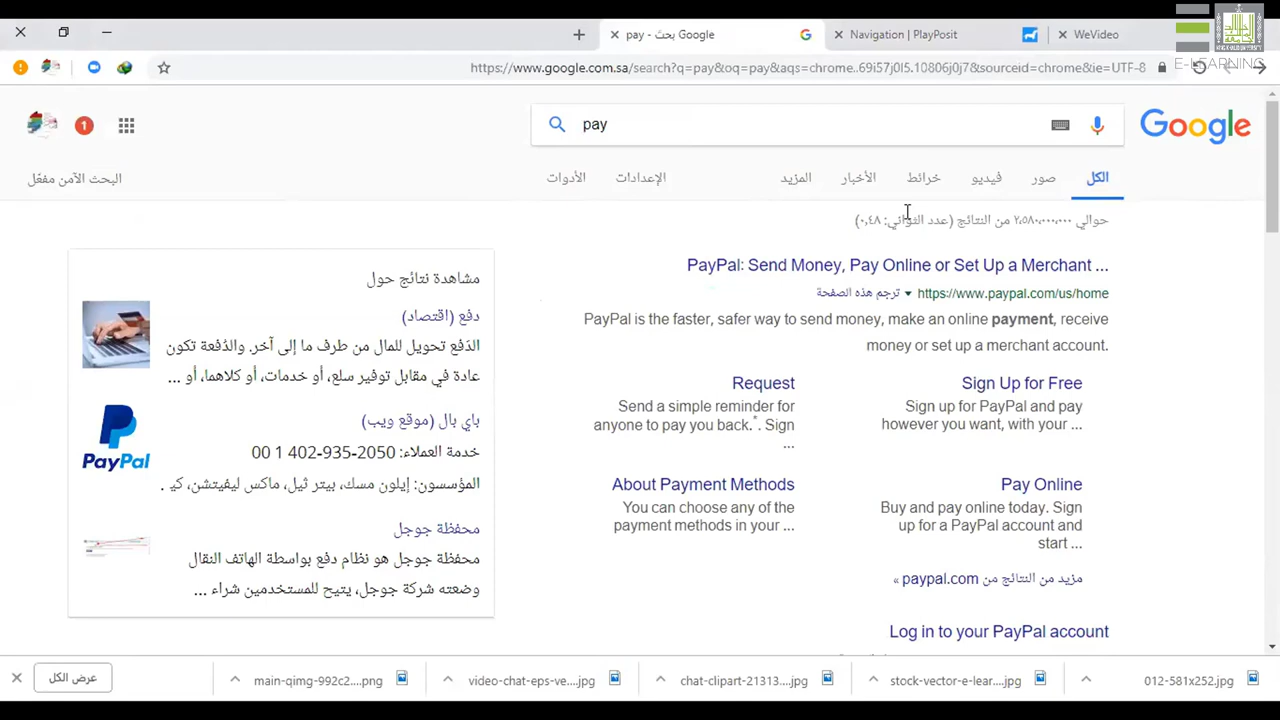 pay - بحث Google
Navigation | PlayPosit
WeVideo
E-LEARNING
https://www.google.com.sa/search?q=pay&oq=pay&aqs=chrome..69i57j0l5.10806j0j7&sourceid=chrome&ie=UTF-8
1
pay
Google
الكل
صور
فيديو
خرائط
الأخبار
المزيد
الإعدادات
الأدوات
البحث الآمن مفعّل
حوالي ٢،٥٨٠،٠٠٠،٠٠٠ من النتائج (عدد الثواني: ٠،٤٨)
PayPal: Send Money, Pay Online or Set Up a Merchant ...
https://www.paypal.com/us/home ترجم هذه الصفحة
PayPal is the faster, safer way to send money, make an online payment, receive
money or set up a merchant account.
Sign Up for Free
Sign up for PayPal and pay
however you want, with your ...
Request
Send a simple reminder for
anyone to pay you back.*. Sign
...
Pay Online
Buy and pay online today. Sign
up for a PayPal account and
start ...
About Payment Methods
You can choose any of the
payment methods in your ...
مزيد من النتائج من paypal.com »
Log in to your PayPal account
مشاهدة نتائج حول
دفع (اقتصاد)
الدَفع تحويل للمال من طرف ما إلى آخر. والدُفعة تكون
عادة في مقابل توفير سلع، أو خدمات، أو كلاهما، أو ...
PayPal
باي بال (موقع ويب)
خدمة العملاء: 00 1 402-935-2050
المؤسسون: إيلون مسك، بيتر ثيل، ماكس ليفيتشن، كي .
محفظة جوجل
محفظة جوجل هو نظام دفع بواسطة الهاتف النقال
وضعته شركة جوجل، يتيح للمستخدمين شراء ...
012-581x252.jpg
stock-vector-e-lear....jpg
chat-clipart-21313....jpg
video-chat-eps-ve....jpg
main-qimg-992c2....png
عرض الكل